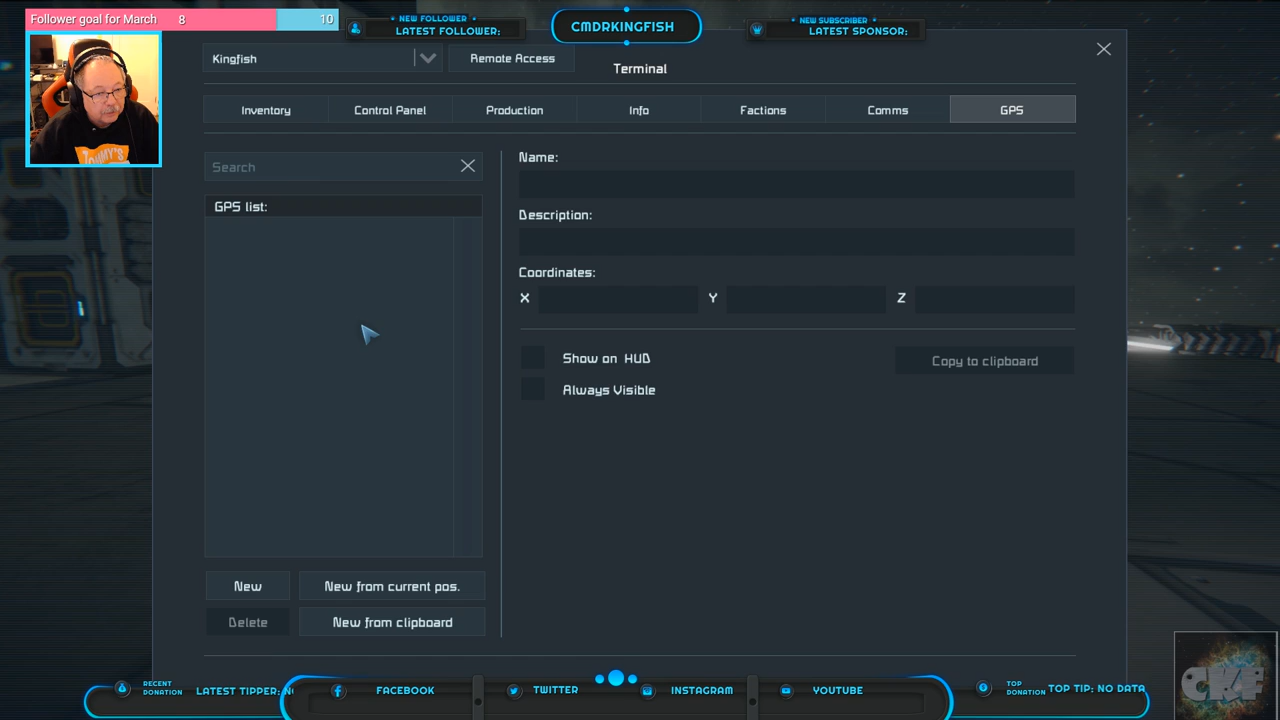 Follower goal for March 8 10
NEW FOLLOWER
LATEST FOLLOWER:
CMDRKINGFISH
NEW SUBSCRIBER
LATEST SPONSOR:
Kingfish
Remote Access
Terminal
Inventory
Control Panel
Production
Info
Factions
Comms
GPS
Search
GPS list:
Name:
Description:
Coordinates:
X
Y
Z
Show on HUD
Always Visible
Copy to clipboard
New
New from current pos.
Delete
New from clipboard
RECENT
DONATION
LATEST TIPPER: N
FACEBOOK
TWITTER
INSTAGRAM
YOUTUBE
TOP
DONATION
TOP TIP: NO DATA
CKF